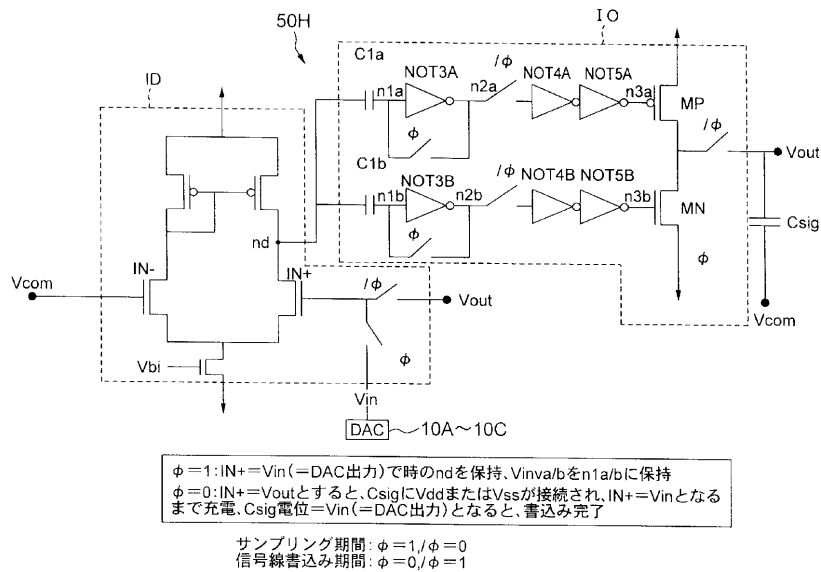 50H
IO
ID
C1a
NOT3A
/φ
n1a
n2a
NOT4A
NOT5A
n3a
MP
φ
/φ
Vout
C1b
NOT3B
/φ
n1b
n2b
NOT4B
NOT5B
n3b
MN
φ
φ
Csig
Vcom
nd
Vcom
IN-
IN+
/φ
Vout
φ
Vbi
Vin
DAC
10A～10C
φ＝1：IN+＝Vin（＝DAC出力）で時のndを保持、Vinva/bをn1a/bに保持
φ＝0：IN+＝Voutとすると、CsigにVddまたはVssが接続され、IN+＝Vinとなる
まで充電、Csig電位＝Vin（＝DAC出力）となると、書込み完了
サンプリング期間：φ＝1,/φ＝0
信号線書込み期間：φ＝0,/φ＝1